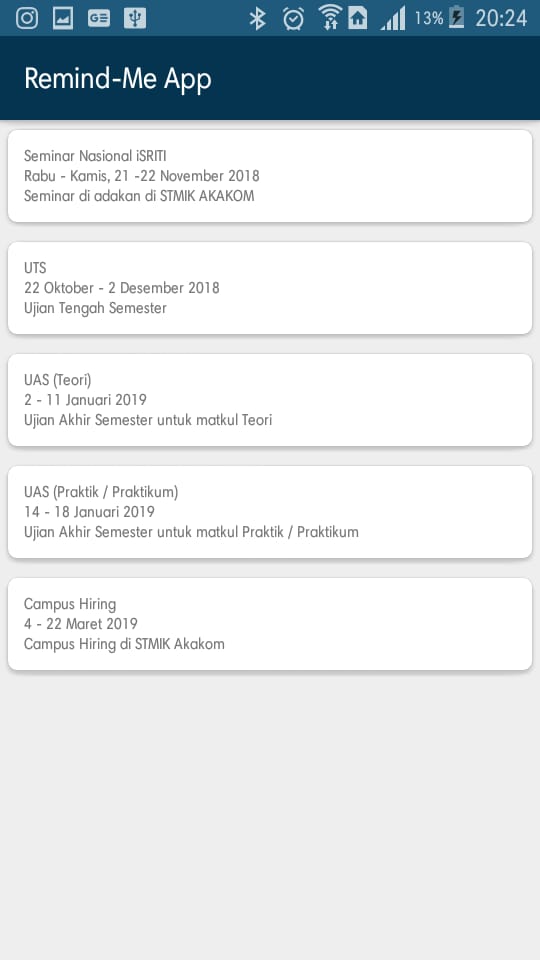 13% 20:24
Remind-Me App
Seminar Nasional iSRITI
Rabu - Kamis, 21 -22 November 2018
Seminar di adakan di STMIK AKAKOM
UTS
22 Oktober - 2 Desember 2018
Ujian Tengah Semester
UAS (Teori)
2 - 11 Januari 2019
Ujian Akhir Semester untuk matkul Teori
UAS (Praktik / Praktikum)
14 - 18 Januari 2019
Ujian Akhir Semester untuk matkul Praktik / Praktikum
Campus Hiring
4 - 22 Maret 2019
Campus Hiring di STMIK Akakom